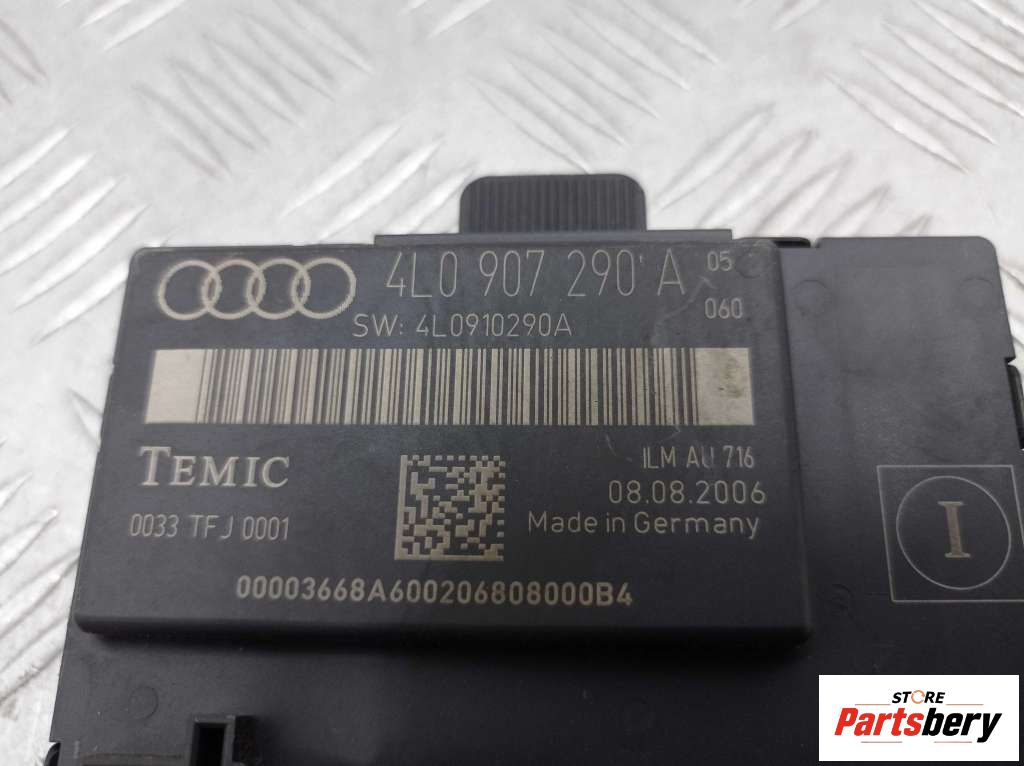 4L0 907 290 A 05
060
SW: 4L0910290A
TEMIC
ILM AU 716
08.08.2006
0033 TFJ 0001
Made in Germany
00003668A600206808000B4
I
STORE
Partsbery